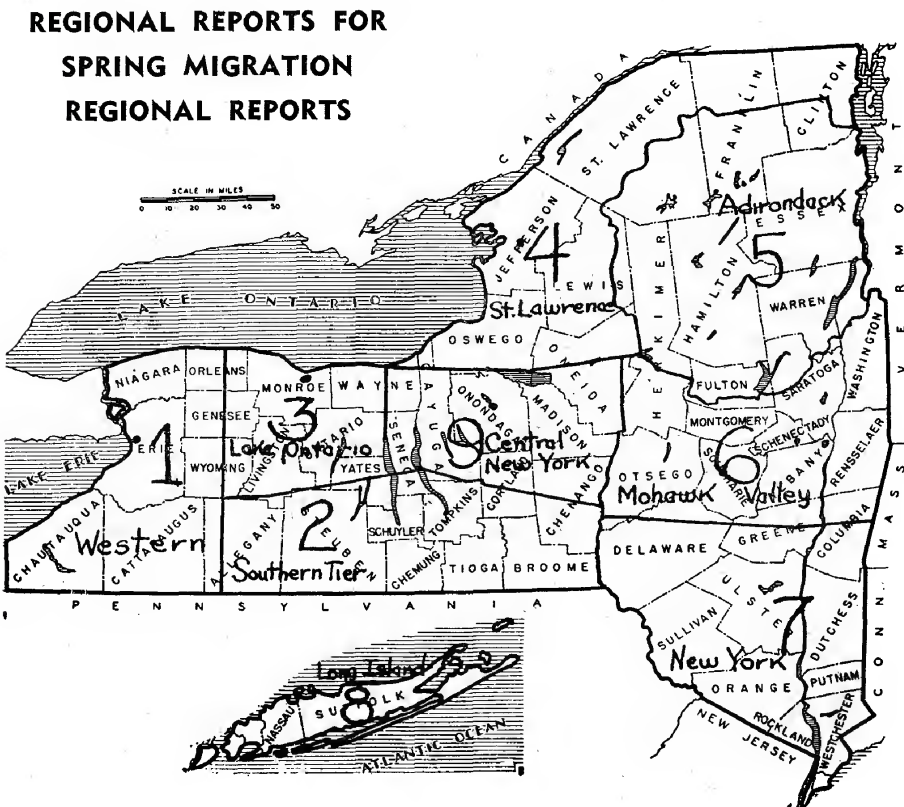 REGIONAL REPORTS FOR
SPRING MIGRATION
REGIONAL REPORTS
SCALE IN MILES
0 10 20 30 40 50
CANADA
ST. LAWRENCE
FRANKLIN
CLINTON
VERMONT
Adirondack
ESSEX
5
JEFFERSON
4
LEWIS
St. Lawrence
HERKIMER
HAMILTON
WARREN
WASHINGTON
LAKE ONTARIO
OSWEGO
ONEIDA
FULTON
SARATOGA
NIAGARA
ORLEANS
MONROE
WAYNE
CAYUGA
ONONDAGA
MADISON
MONTGOMERY
SCHENECTADY
GENESEE
3
ONTARIO
SENECA
9
Central
New York
6
ERIE
1
WYOMING
LIVINGSTON
Lake Ontario
YATES
OTSEGO
Mohawk Valley
SCHOHARIE
ALBANY
RENSSELAER
LAKE ERIE
CORTLAND
CHENANGO
MASS
CHAUTAUQUA
Western
CATTARAUGUS
ALLEGANY
2
STEUBEN
Southern Tier
SCHUYLER
TOMPKINS
CHEMUNG
TIOGA
BROOME
DELAWARE
GREENE
COLUMBIA
PENNSYLVANIA
ULSTER
7
DUTCHESS
CONN.
SULLIVAN
New York
ORANGE
PUTNAM
Long Island
8
NASSAU
SUFFOLK
ROCKLAND
WESTCHESTER
NEW JERSEY
ATLANTIC OCEAN